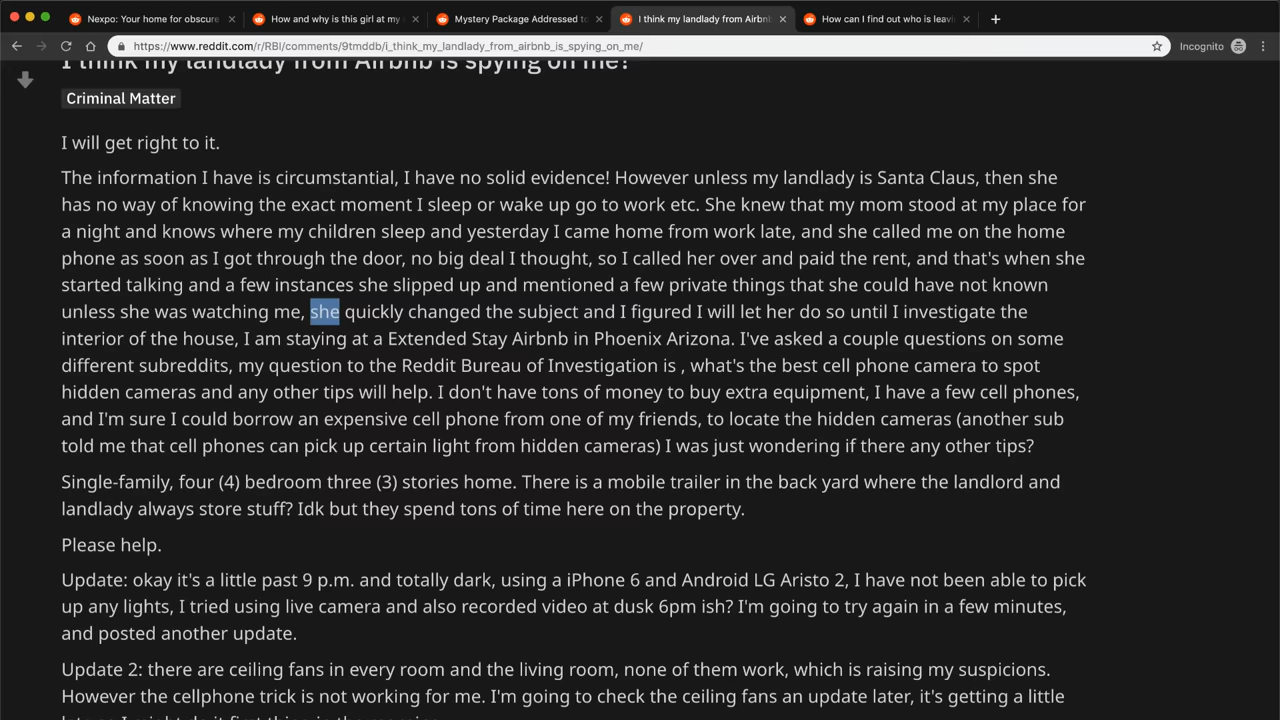 Nexpo: Your home for obscure
How and why is this girl at my
Mystery Package Addressed to
I think my landlady from Airbnb
How can I find out who is leavi
https://www.reddit.com/r/RBI/comments/9tmddb/i_think_my_landlady_from_airbnb_is_spying_on_me/
Incognito
I think my landlady from Airbnb is spying on me?
Criminal Matter
I will get right to it.
The information I have is circumstantial, I have no solid evidence! However unless my landlady is Santa Claus, then she
has no way of knowing the exact moment I sleep or wake up go to work etc. She knew that my mom stood at my place for
a night and knows where my children sleep and yesterday I came home from work late, and she called me on the home
phone as soon as I got through the door, no big deal I thought, so I called her over and paid the rent, and that's when she
started talking and a few instances she slipped up and mentioned a few private things that she could have not known
unless she was watching me, she quickly changed the subject and I figured I will let her do so until I investigate the
interior of the house, I am staying at a Extended Stay Airbnb in Phoenix Arizona. I've asked a couple questions on some
different subreddits, my question to the Reddit Bureau of Investigation is , what's the best cell phone camera to spot
hidden cameras and any other tips will help. I don't have tons of money to buy extra equipment, I have a few cell phones,
and I'm sure I could borrow an expensive cell phone from one of my friends, to locate the hidden cameras (another sub
told me that cell phones can pick up certain light from hidden cameras) I was just wondering if there any other tips?
Single-family, four (4) bedroom three (3) stories home. There is a mobile trailer in the back yard where the landlord and
landlady always store stuff? Idk but they spend tons of time here on the property.
Please help.
Update: okay it's a little past 9 p.m. and totally dark, using a iPhone 6 and Android LG Aristo 2, I have not been able to pick
up any lights, I tried using live camera and also recorded video at dusk 6pm ish? I'm going to try again in a few minutes,
and posted another update.
Update 2: there are ceiling fans in every room and the living room, none of them work, which is raising my suspicions.
However the cellphone trick is not working for me. I'm going to check the ceiling fans an update later, it's getting a little